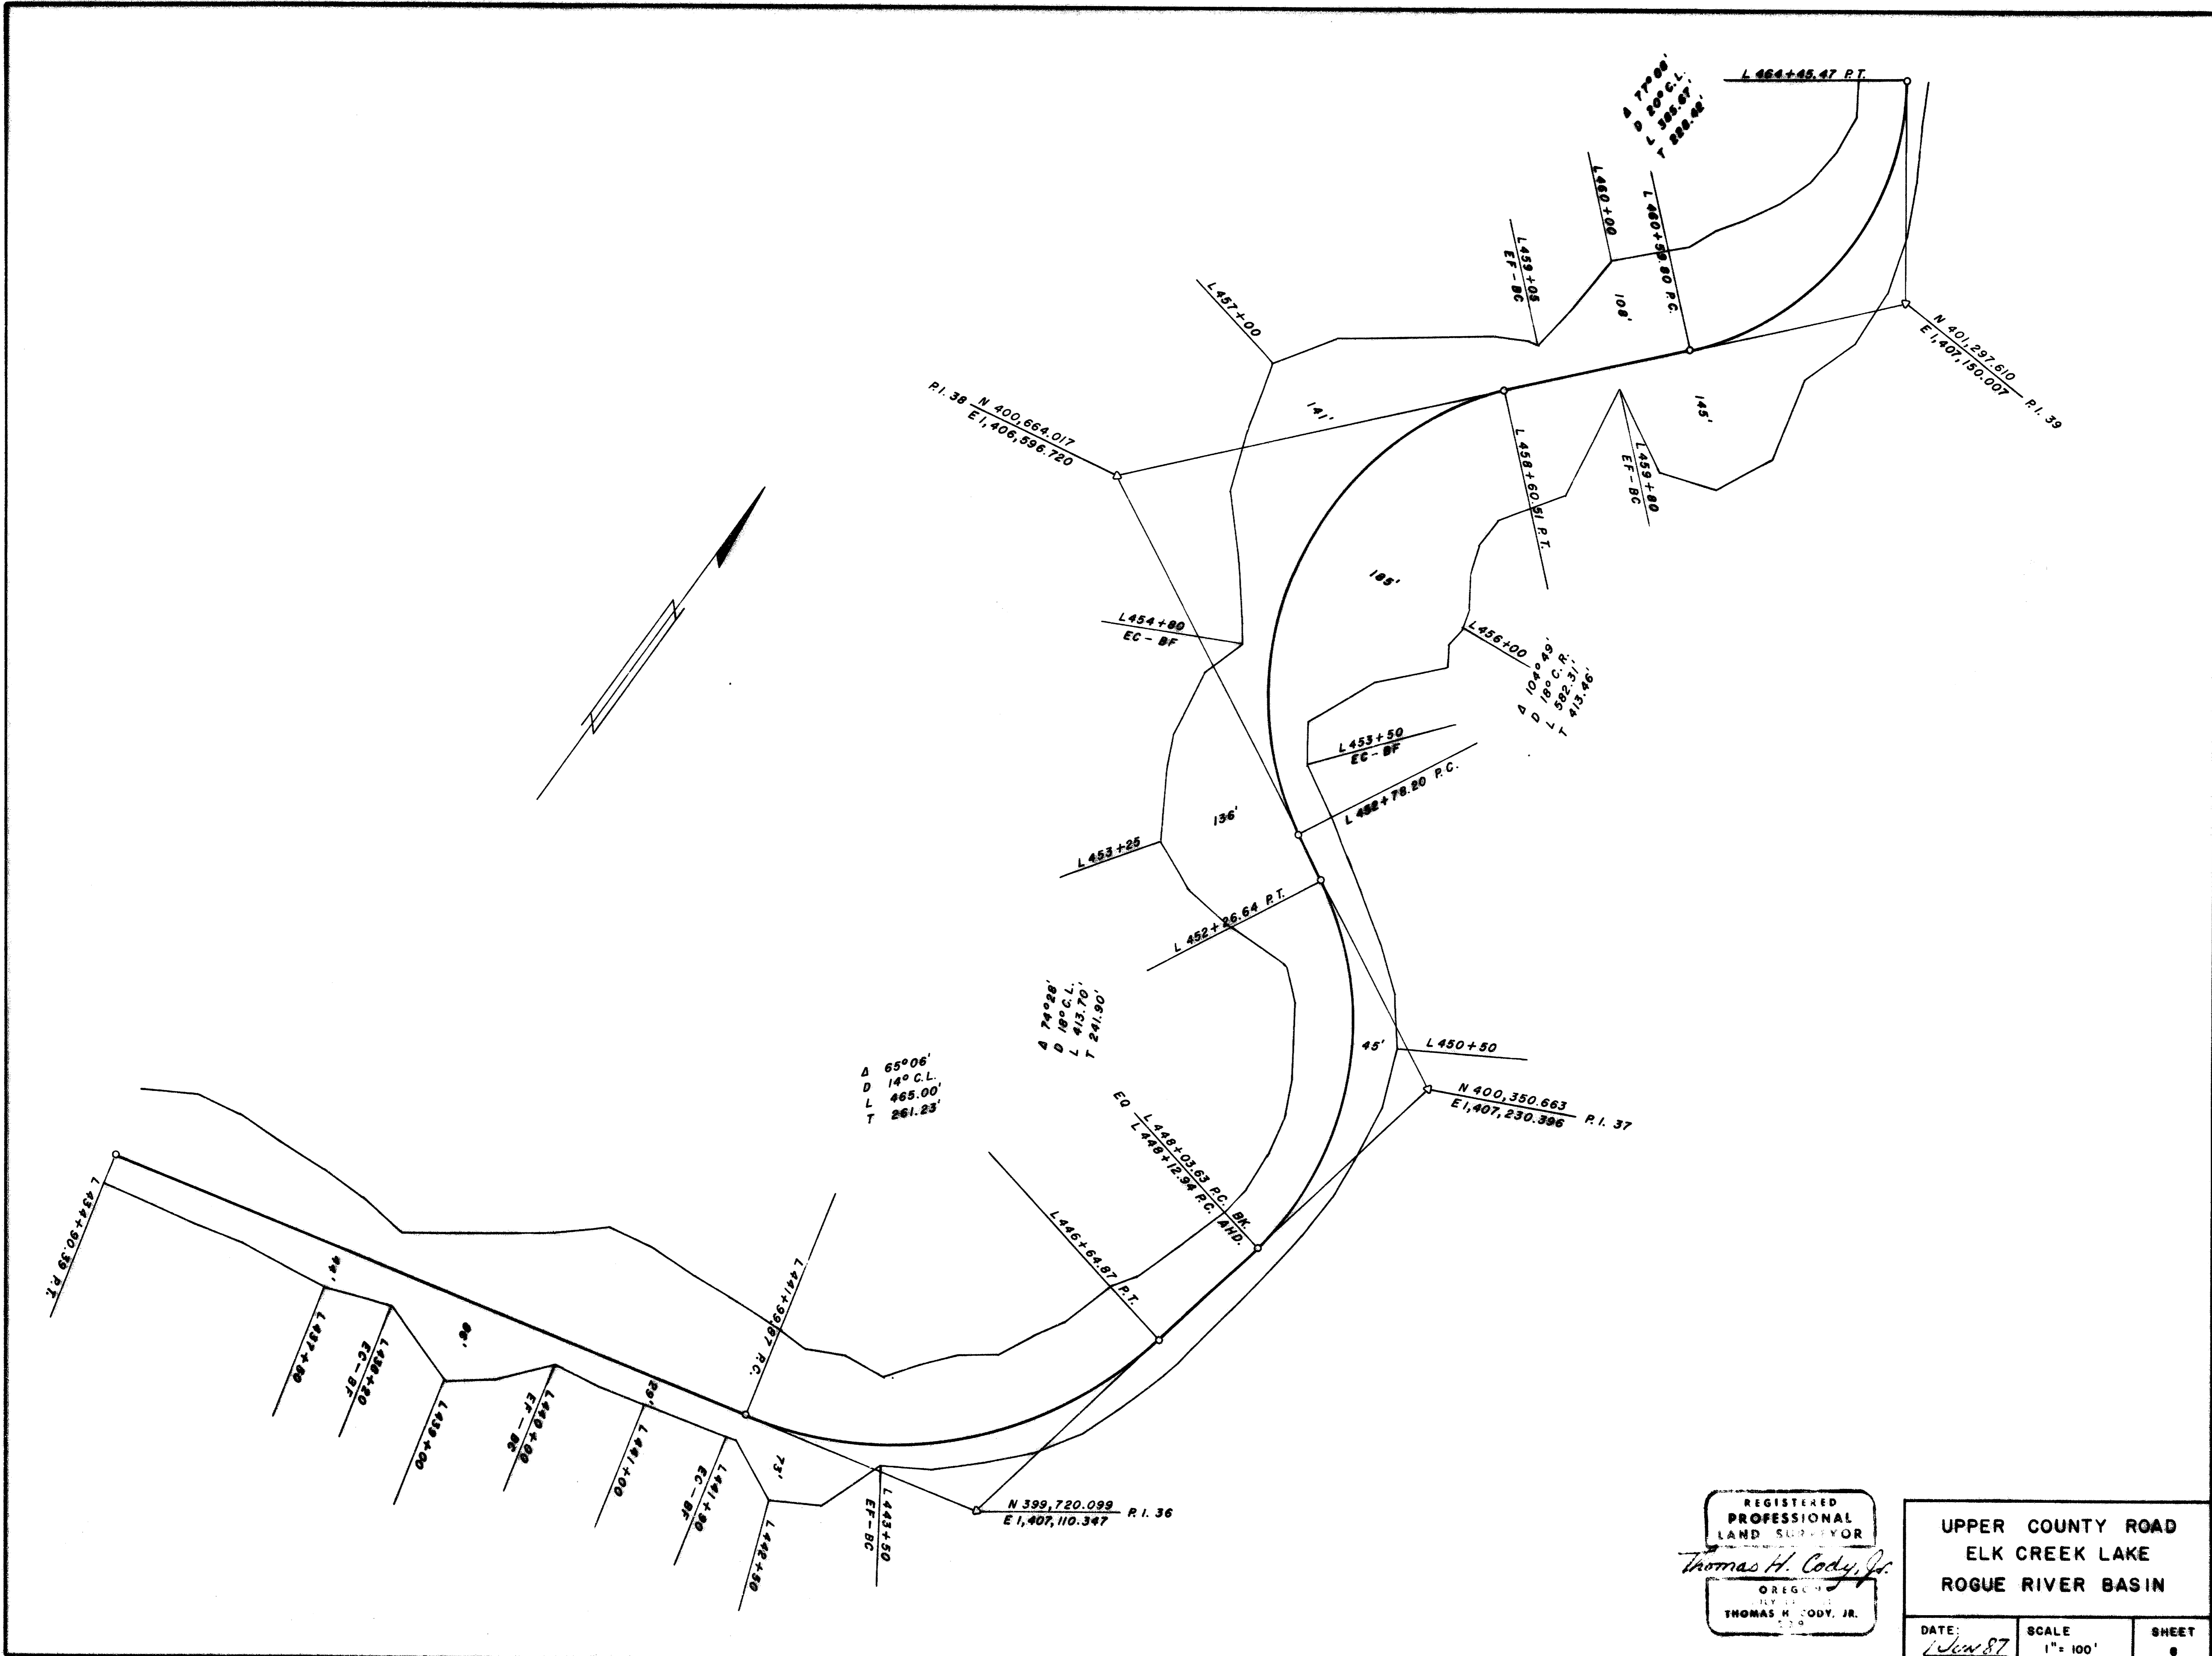 L 464+45.47 P.T.
Δ 77°06'
D 20° C.L.
L 385.67'
T 228.42'
L 460+00
L 460+59.80 P.C.
L 459+05
EF - BC
108'
L 457+00
N 401,297.610
E 1,407,150.007
P.I. 39
P.I. 38
N 400,664.017
E 1,406,596.720
141'
145'
L 458+60.51 P.T.
L 459+80
EF - BC
185'
L 454+80
EC - BF
L 456+00
Δ 104° 49'
D 18° C. R.
L 582.31'
T 413.46'
L 453+50
EC - BF
L 452+78.20 P.C.
136'
L 453+25
L 452+26.64 P.T.
Δ 74°28'
D 18° C.L.
L 413.70'
T 241.90'
45'
L 450+50
Δ 65°06'
D 14° C.L.
L 465.00'
T 261.23'
N 400,350.663
E 1,407,230.396
P.I. 37
EQ
L 448+03.63 P.C. BK.
L 448+12.94 P.C. AHD.
L 446+64.87 P.T.
L 434+90.39 P.T.
44'
L 441+99.87 P.C.
L 437+50
L 438+20
EC - BF
L 439+00
L 440+00
EF - BC
29'
L 441+00
L 441+90
EC - BF
73'
L 442+50
L 443+50
EF - BC
N 399,720.099
E 1,407,110.347
P.I. 36
REGISTERED
PROFESSIONAL
LAND SURVEYOR
Thomas H. Cody, Jr.
OREGON
THOMAS H. CODY, JR.
UPPER COUNTY ROAD
ELK CREEK LAKE
ROGUE RIVER BASIN
DATE:
1 JUN 87
SCALE
1" = 100'
SHEET